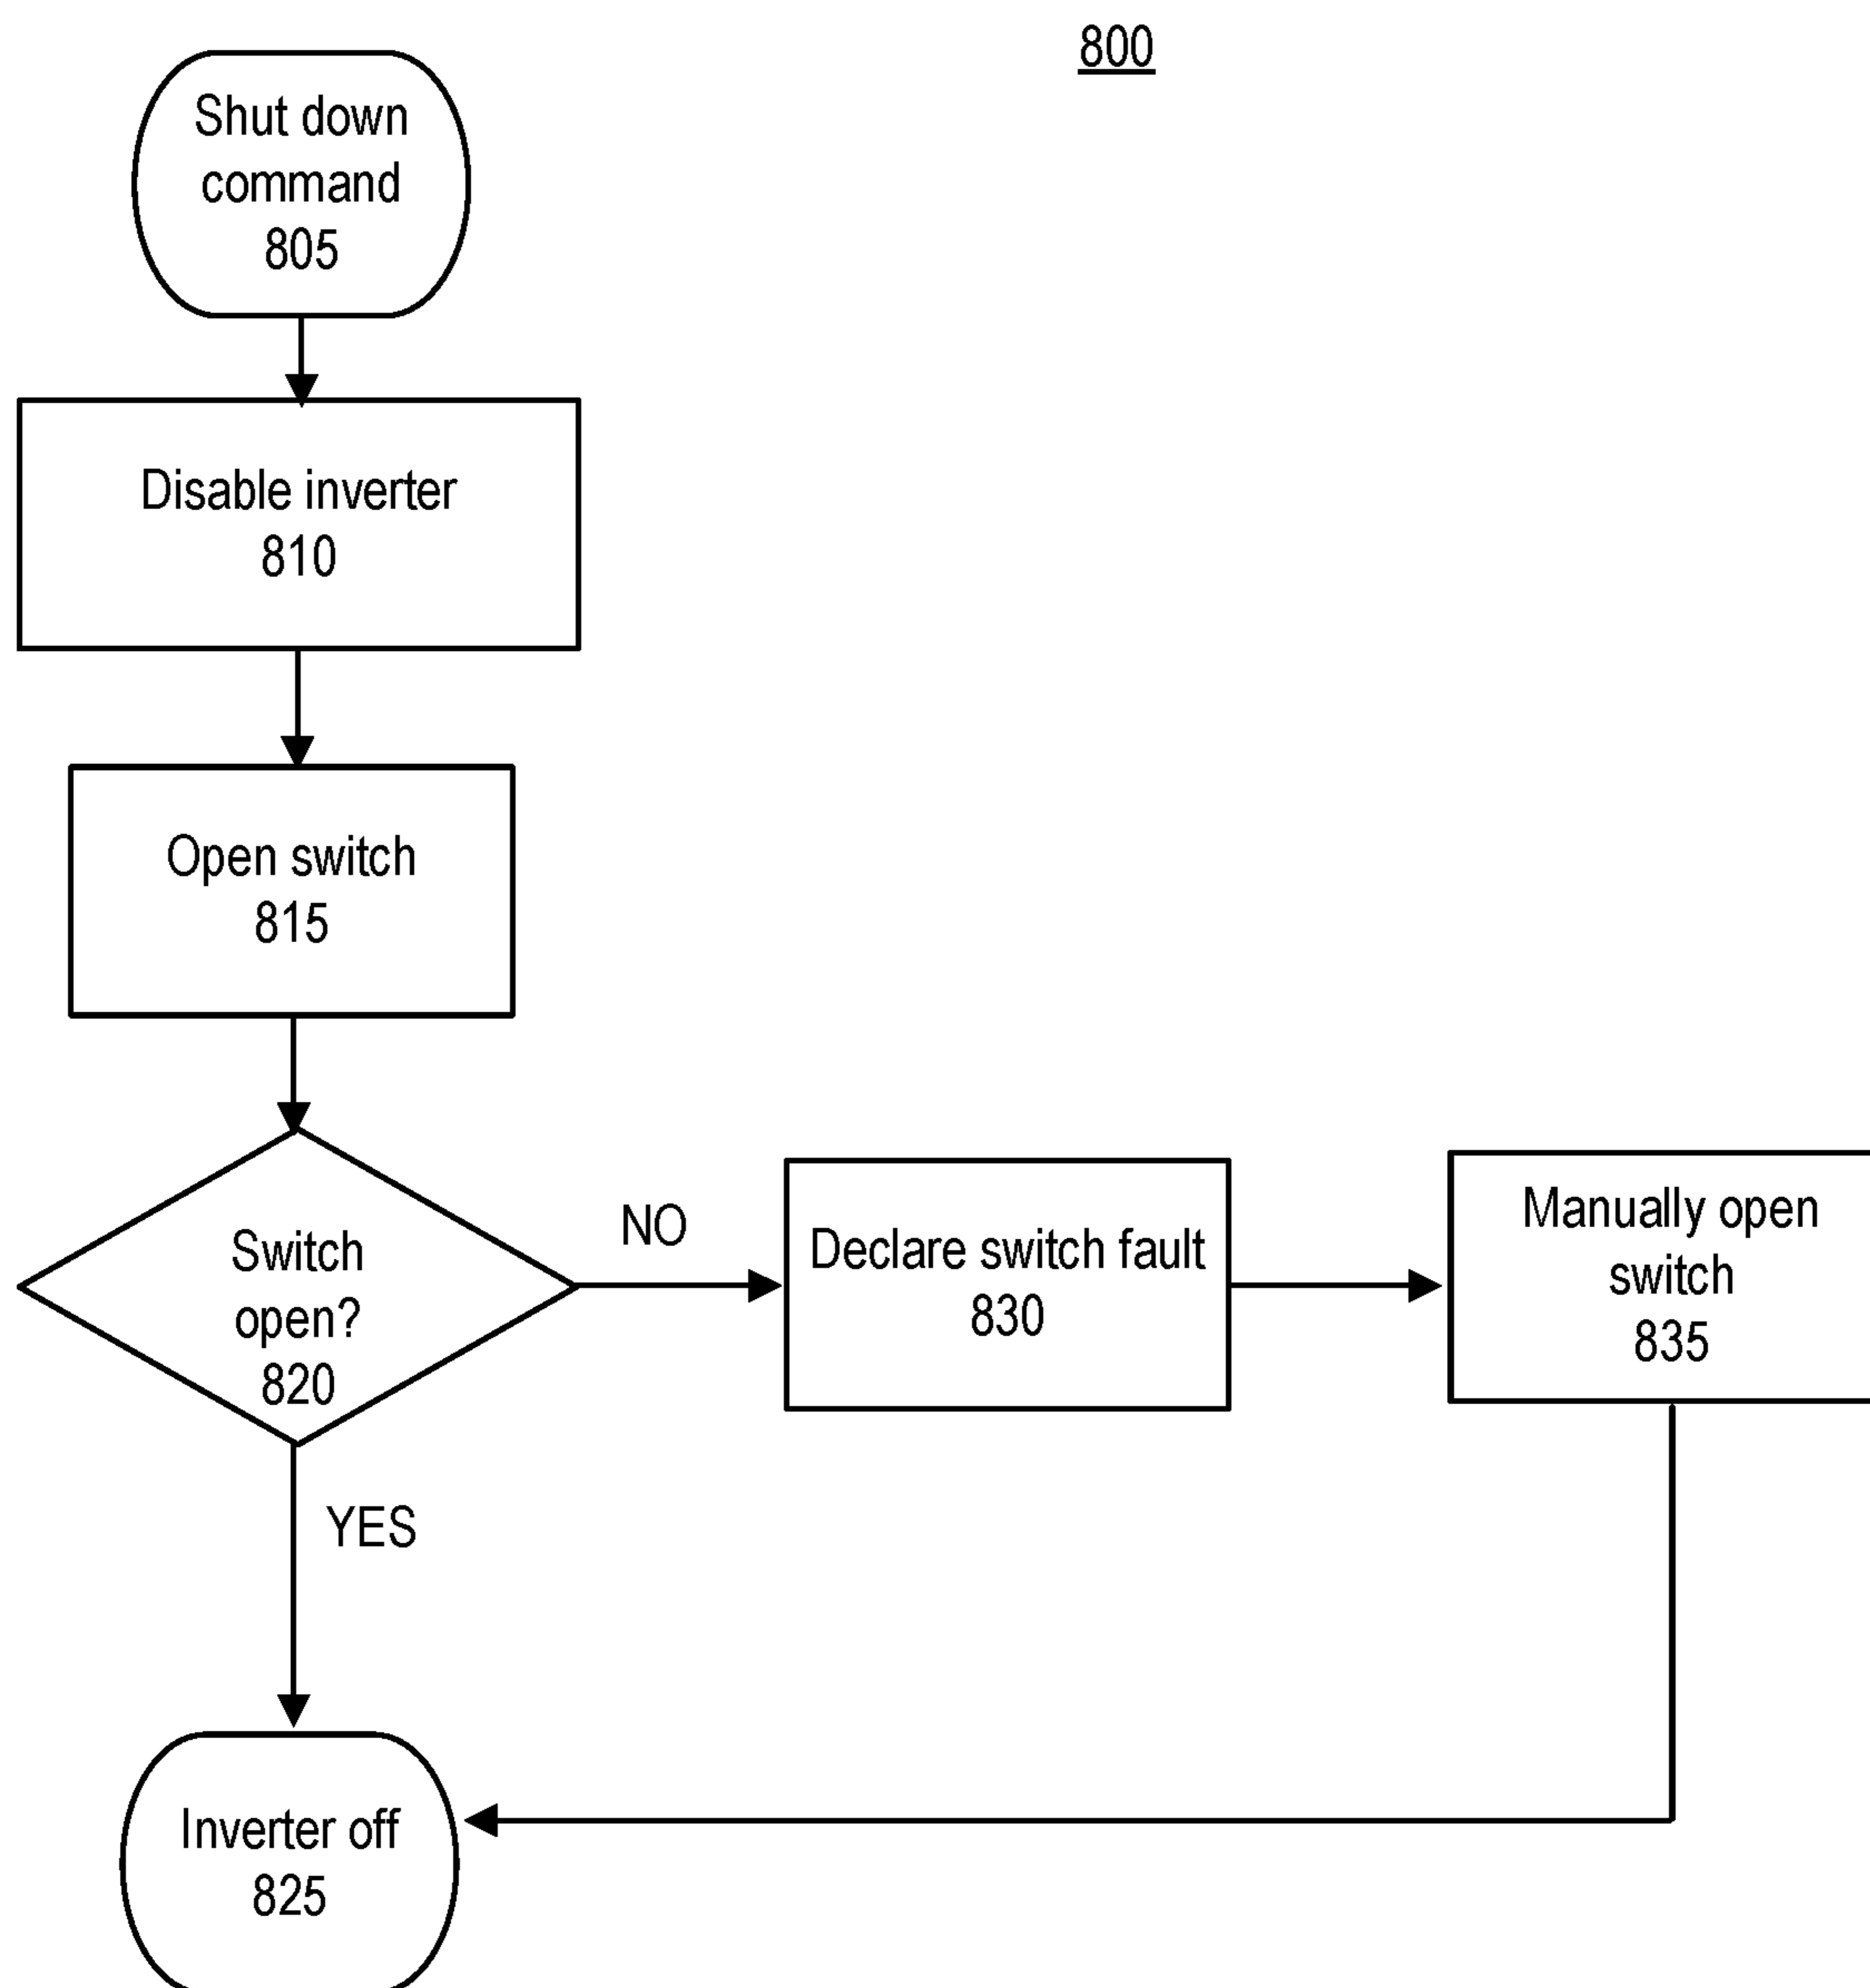 800
Shut down
command
805
Disable inverter
810
Open switch
815
Switch
open?
820
NO
Declare switch fault
830
Manually open
switch
835
YES
Inverter off
825